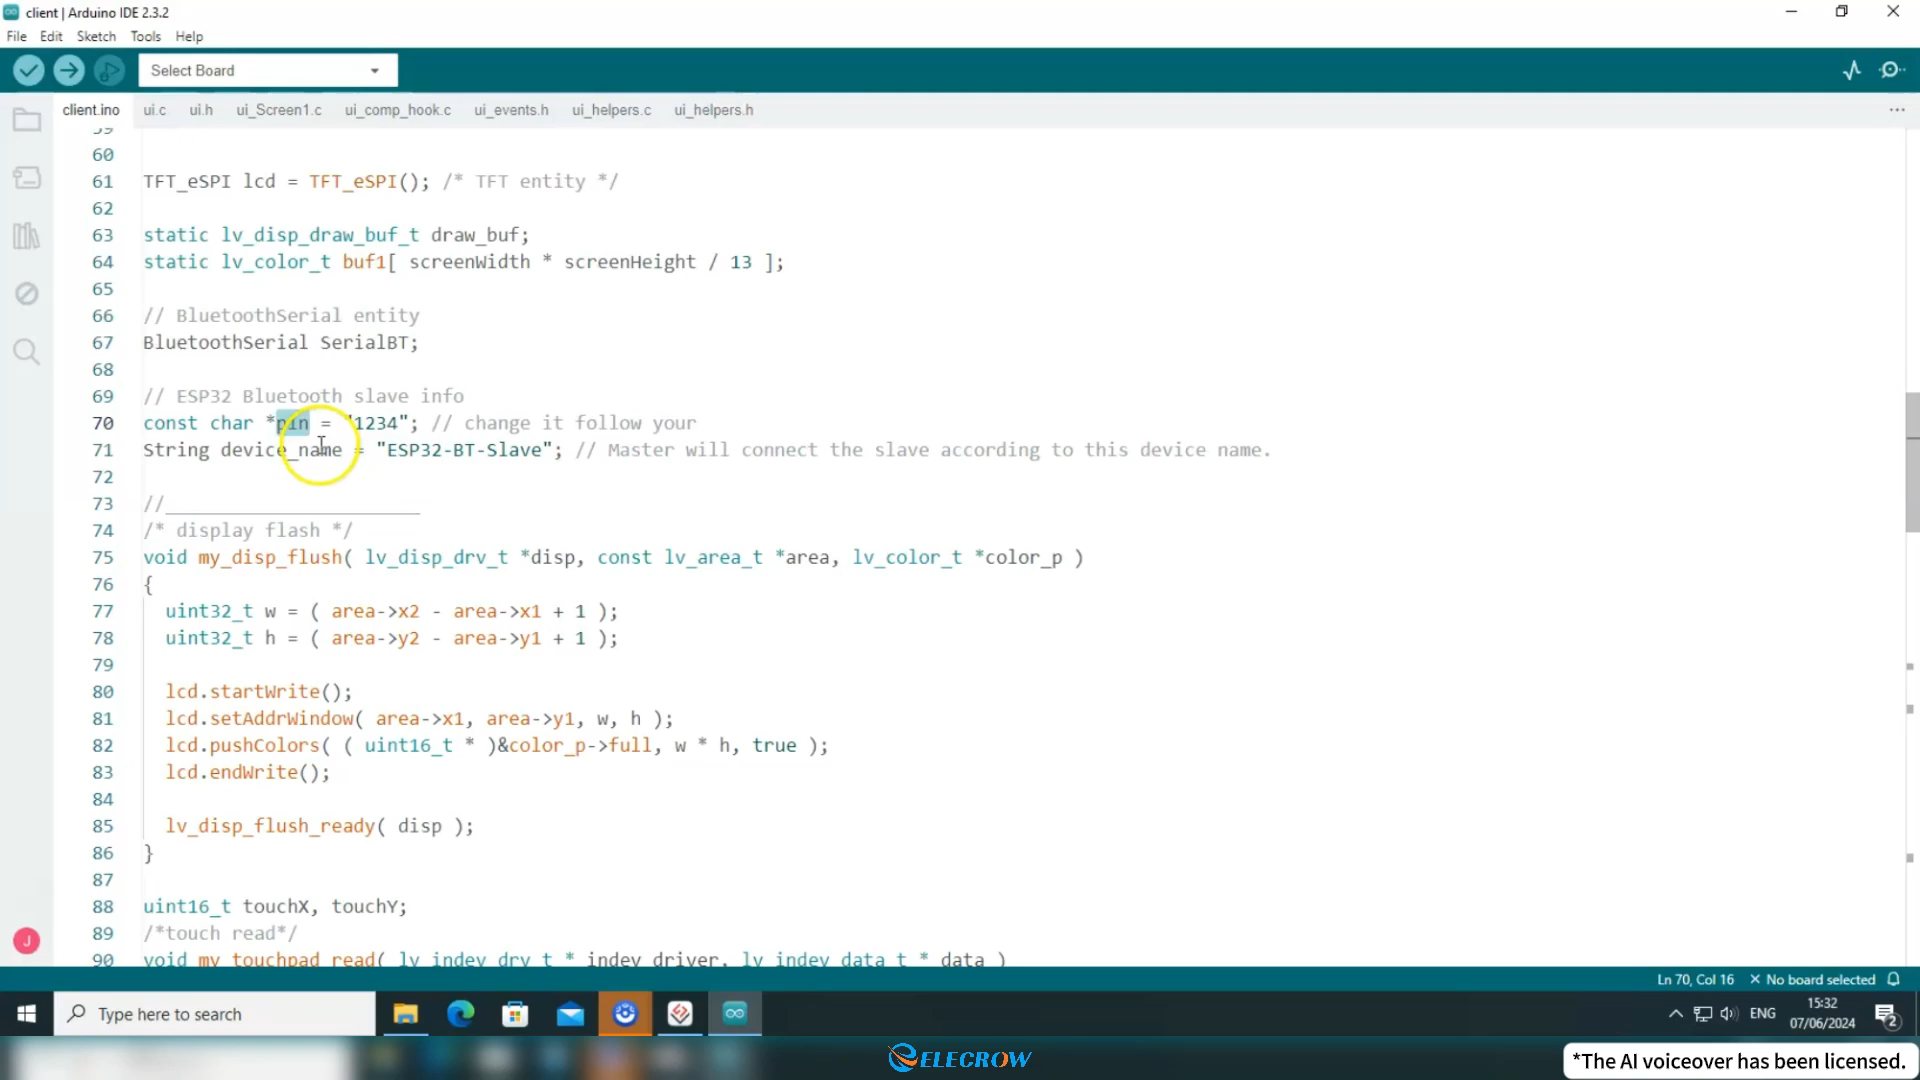 client | Arduino IDE 2.3.2
File Edit Sketch Tools Help
Select Board
client.ino ui.c ui.h ui_Screen1.c ui_comp_hook.c ui_events.h ui_helpers.c ui_helpers.h
59
60
61 TFT_eSPI lcd = TFT_eSPI(); /* TFT entity */
62
63 static lv_disp_draw_buf_t draw_buf;
64 static lv_color_t buf1[ screenWidth * screenHeight / 13 ];
65
66 // BluetoothSerial entity
67 BluetoothSerial SerialBT;
68
69 // ESP32 Bluetooth slave info
70 const char *pin = "1234"; // change it follow your
71 String device_name = "ESP32-BT-Slave"; // Master will connect the slave according to this device name.
72
73 //_______________________
74 /* display flash */
75 void my_disp_flush( lv_disp_drv_t *disp, const lv_area_t *area, lv_color_t *color_p )
76 {
77 uint32_t w = ( area->x2 - area->x1 + 1 );
78 uint32_t h = ( area->y2 - area->y1 + 1 );
79
80 lcd.startWrite();
81 lcd.setAddrWindow( area->x1, area->y1, w, h );
82 lcd.pushColors( ( uint16_t * )&color_p->full, w * h, true );
83 lcd.endWrite();
84
85 lv_disp_flush_ready( disp );
86 }
87
88 uint16_t touchX, touchY;
89 /*touch read*/
90 void my_touchpad_read( lv_indev_drv_t * indev_driver, lv_indev_data_t * data )
J
Ln 70, Col 16 × No board selected
Type here to search
ENG
15:32
07/06/2024
2
ELECROW
*The AI voiceover has been licensed.